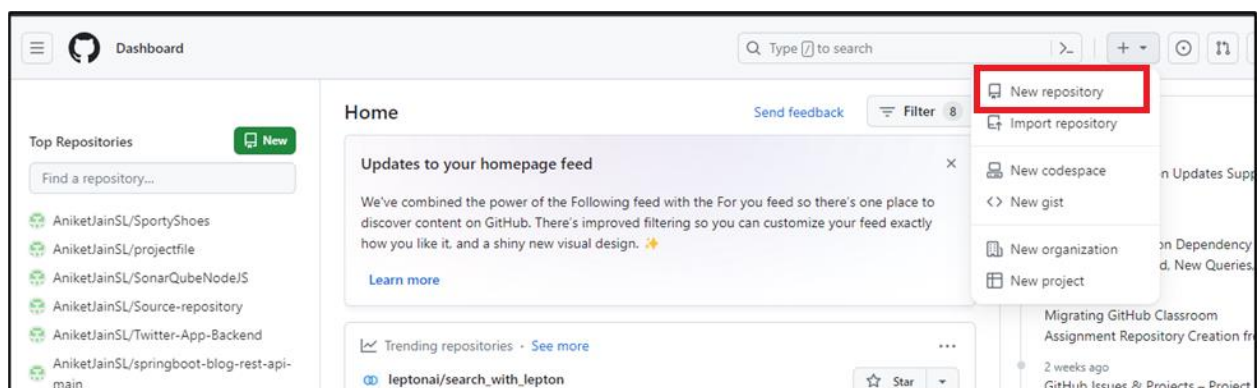 Dashboard
Type / to search
New repository
Import repository
New codespace
New gist
New organization
New project
Top Repositories
New
Find a repository...
AniketJainSL/SportyShoes
AniketJainSL/projectfile
AniketJainSL/SonarQubeNodeJS
AniketJainSL/Source-repository
AniketJainSL/Twitter-App-Backend
AniketJainSL/springboot-blog-rest-api-
main
Home
Send feedback
Filter 8
Updates to your homepage feed
We've combined the power of the Following feed with the For you feed so there's one place to
discover content on GitHub. There's improved filtering so you can customize your feed exactly
how you like it, and a shiny new visual design. ✨
Learn more
Trending repositories · See more
leptonai/search_with_lepton
Star
n Updates Supp
on Dependency
d, New Queries,
Migrating GitHub Classroom
Assignment Repository Creation fr
2 weeks ago
GitHub Issues & Projects – Project